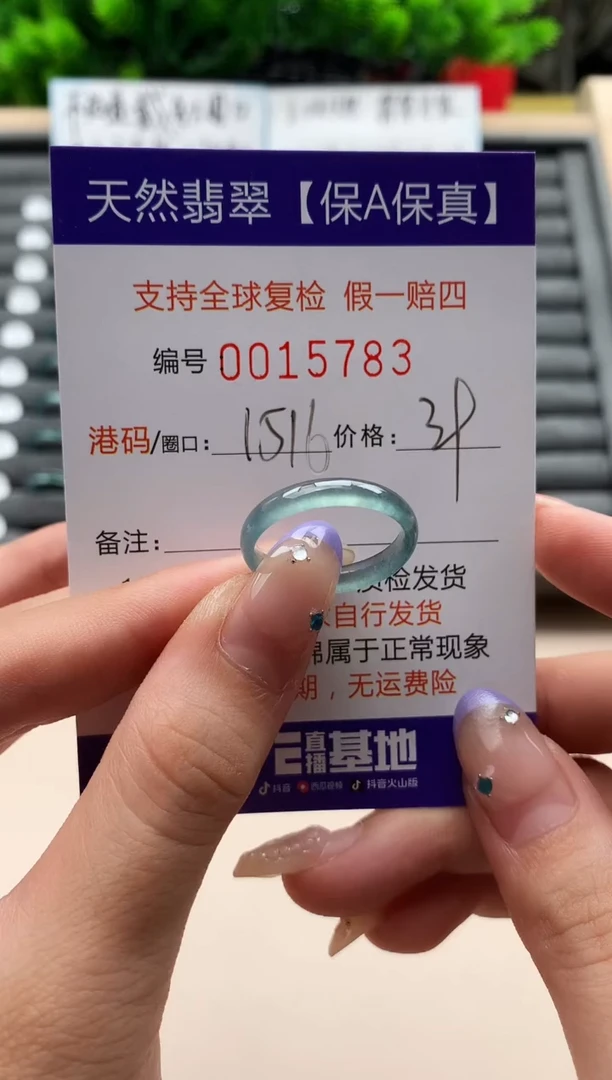 天然翡翠【保A保真】
支持全球复检 假一赔四
编号 0015783
港码/圈口: 1516 价格:
备注:
质检发货
自行发货
棉属于正常现象
期，无运费险
直播基地
抖音 西瓜视频 抖音火山版